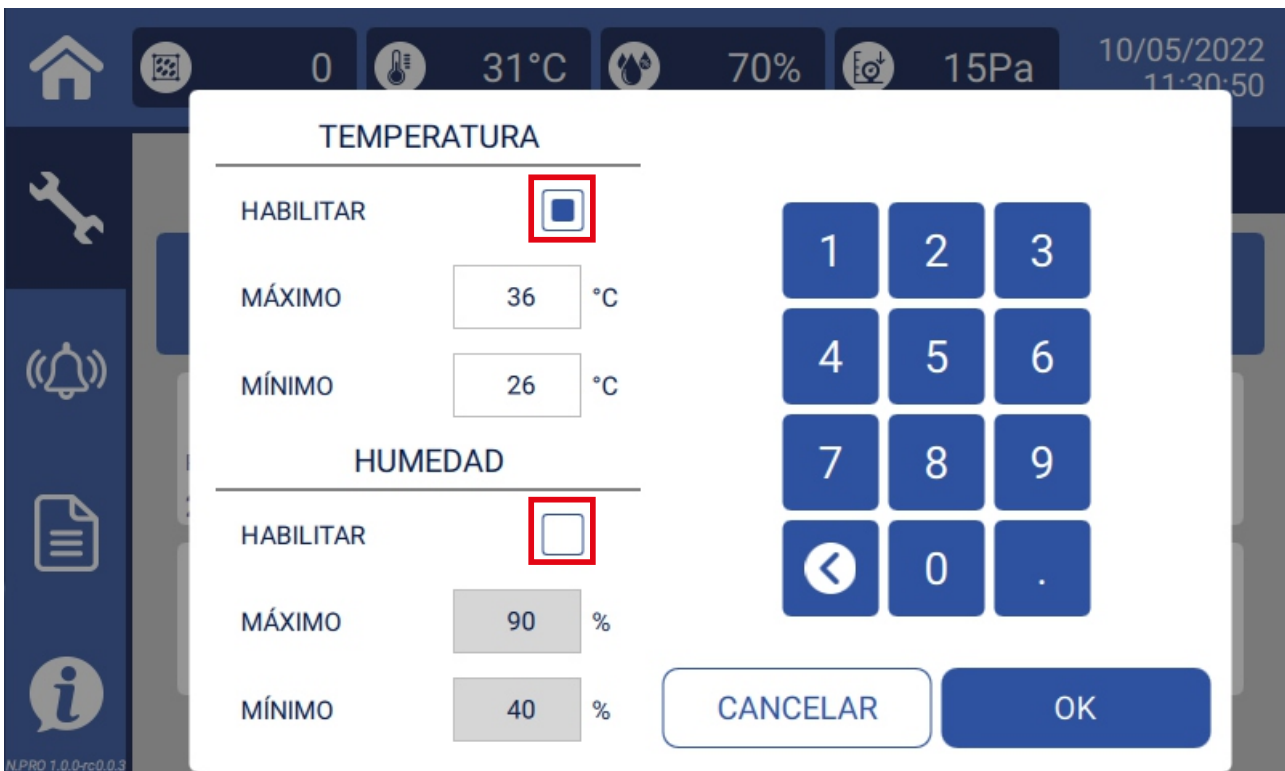 0 31°C 70% 15Pa 10/05/2022
11:30:50
TEMPERATURA
HABILITAR
MÁXIMO 36 °C
MÍNIMO 26 °C
HUMEDAD
HABILITAR
MÁXIMO 90 %
MÍNIMO 40 %
1 2 3
4 5 6
7 8 9
0 .
CANCELAR OK
N.PRO 1.0.0-rc0.0.3